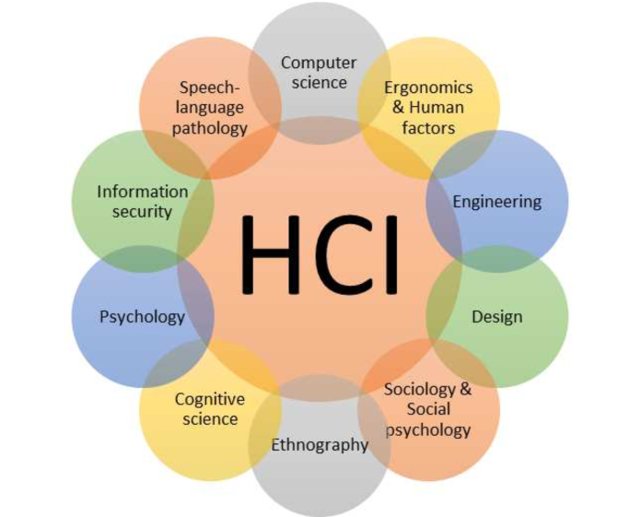 Computer
science
Ergonomics
& Human
factors
Engineering
Design
Sociology &
Social
psychology
Ethnography
Cognitive
science
Psychology
Information
security
Speech-
language
pathology
HCI